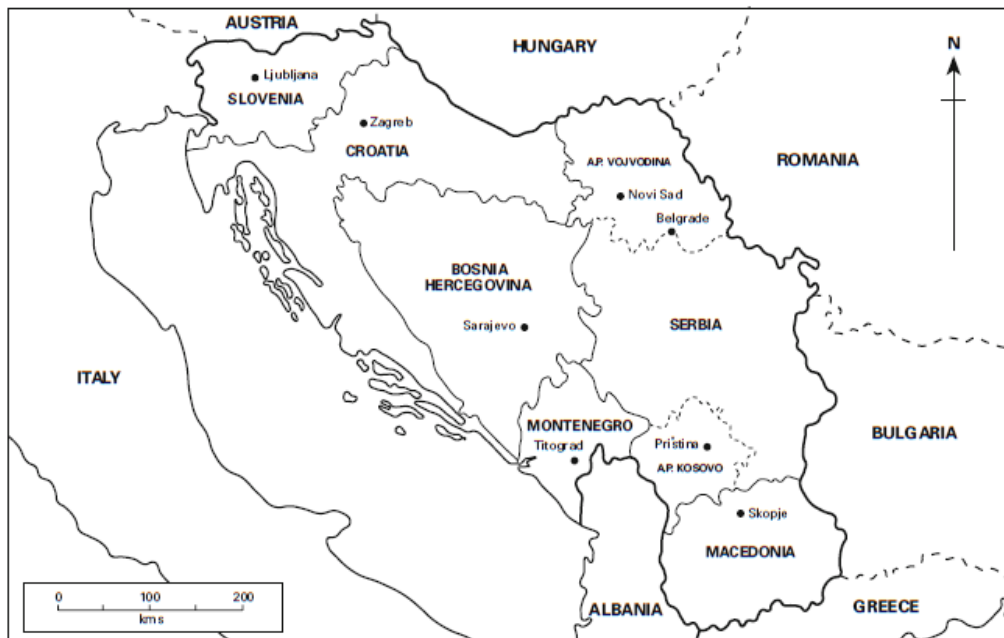 AUSTRIA
HUNGARY
N
Ljubljana
SLOVENIA
Zagreb
CROATIA
A.P. VOJVODINA
ROMANIA
Novi Sad
Belgrade
BOSNIA
HERCEGOVINA
Sarajevo
SERBIA
ITALY
MONTENEGRO
Titograd
Priština
A.P. KOSOVO
BULGARIA
Skopje
MACEDONIA
0 100 200
kms
ALBANIA
GREECE